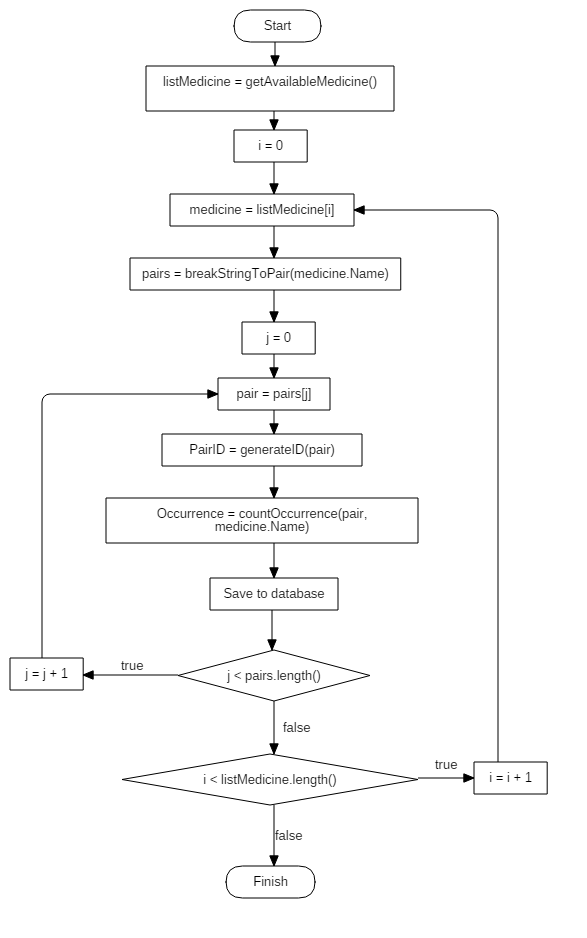 Start
listMedicine = getAvailableMedicine()
i = 0
medicine = listMedicine[i]
pairs = breakStringToPair(medicine.Name)
j = 0
pair = pairs[j]
PairID = generateID(pair)
Occurrence = countOccurrence(pair,
medicine.Name)
Save to database
j < pairs.length()
true
j = j + 1
false
i < listMedicine.length()
true
i = i + 1
false
Finish